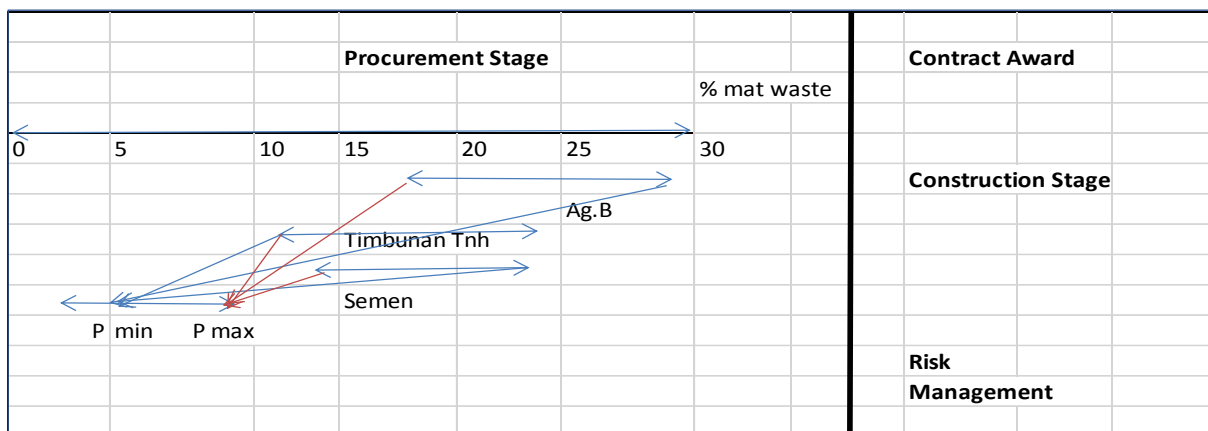 Procurement Stage
Contract Award
% mat waste
0 5 10 15 20 25 30
Construction Stage
Ag.B
Timbunan Tnh
Semen
P min P max
Risk
Management